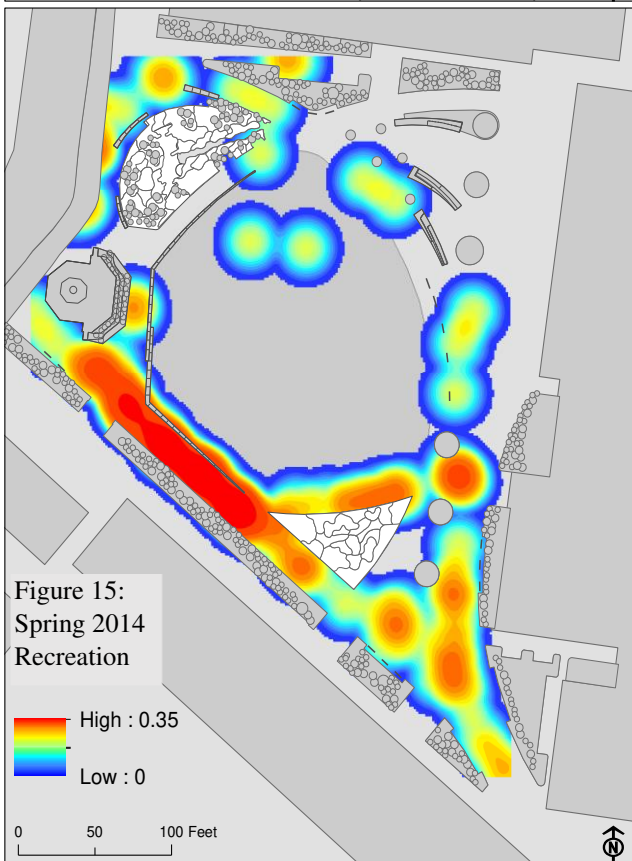 Figure 15:
Spring 2014
Recreation
High : 0.35
Low : 0
0 50 100 Feet
N